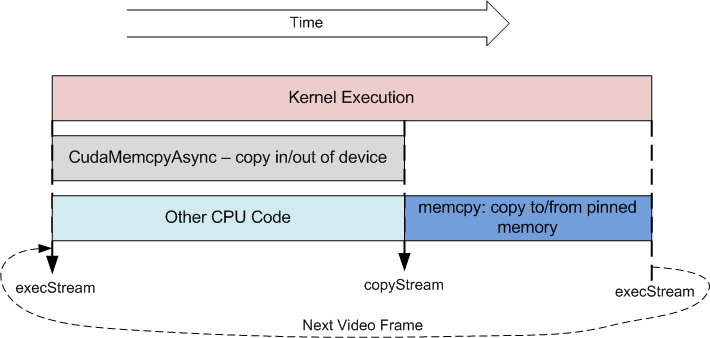 Time
Kernel Execution
CudaMemcpyAsync – copy in/out of device
Other CPU Code
memcpy: copy to/from pinned
memory
execStream
copyStream
execStream
Next Video Frame